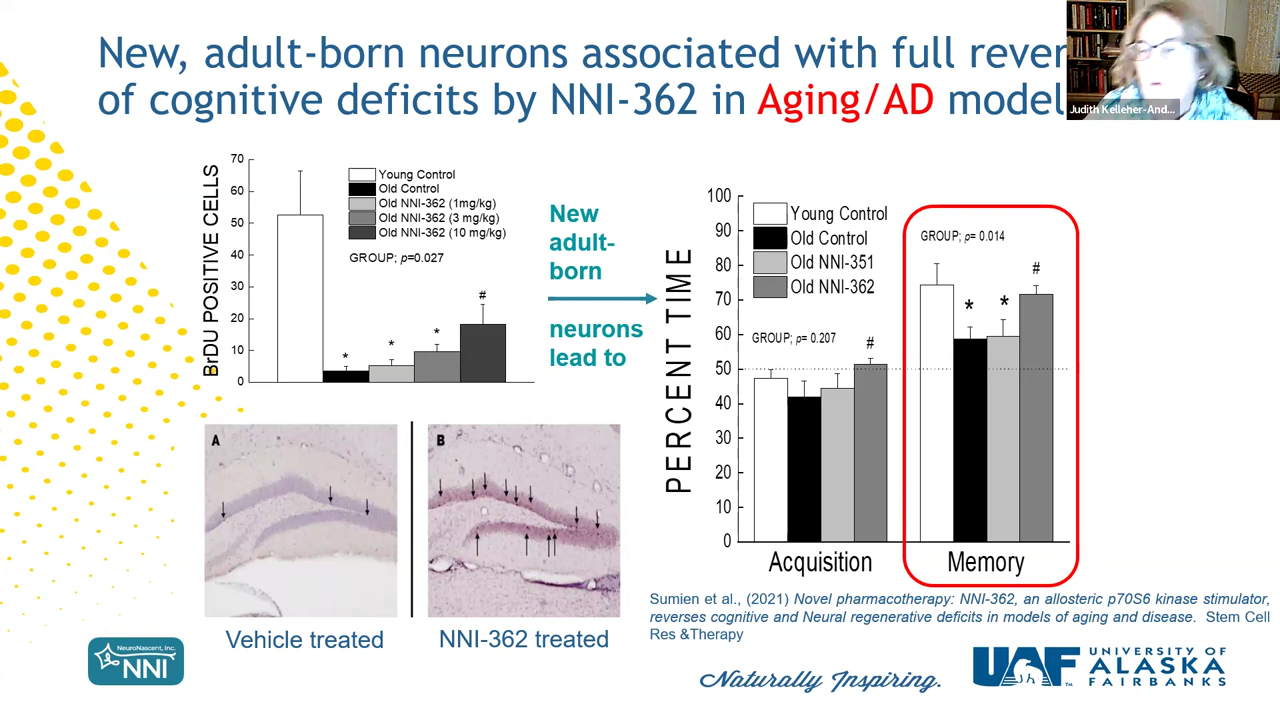 New, adult-born neurons associated with full rever
of cognitive deficits by NNI-362 in Aging/AD model
Judith Kelleher-And...
BrDU POSITIVE CELLS
70
60
50
40
30
20
10
0
Young Control
Old Control
Old NNI-362 (1mg/kg)
Old NNI-362 (3 mg/kg)
Old NNI-362 (10 mg/kg)
GROUP; p=0.027
*
*
*
#
New
adult-
born
neurons
lead to
PERCENT TIME
100
90
80
70
60
50
40
30
20
10
0
Young Control
Old Control
Old NNI-351
Old NNI-362
GROUP; p= 0.207
#
GROUP; p= 0.014
*
*
#
Acquisition
Memory
A
B
Vehicle treated
NNI-362 treated
Sumien et al., (2021) Novel pharmacotherapy: NNI-362, an allosteric p70S6 kinase stimulator,
reverses cognitive and Neural regenerative deficits in models of aging and disease. Stem Cell
Res &Therapy
NeuroNascent, Inc.
NNI
Naturally Inspiring.
UAF
TM
UNIVERSITY OF
ALASKA
FAIRBANKS